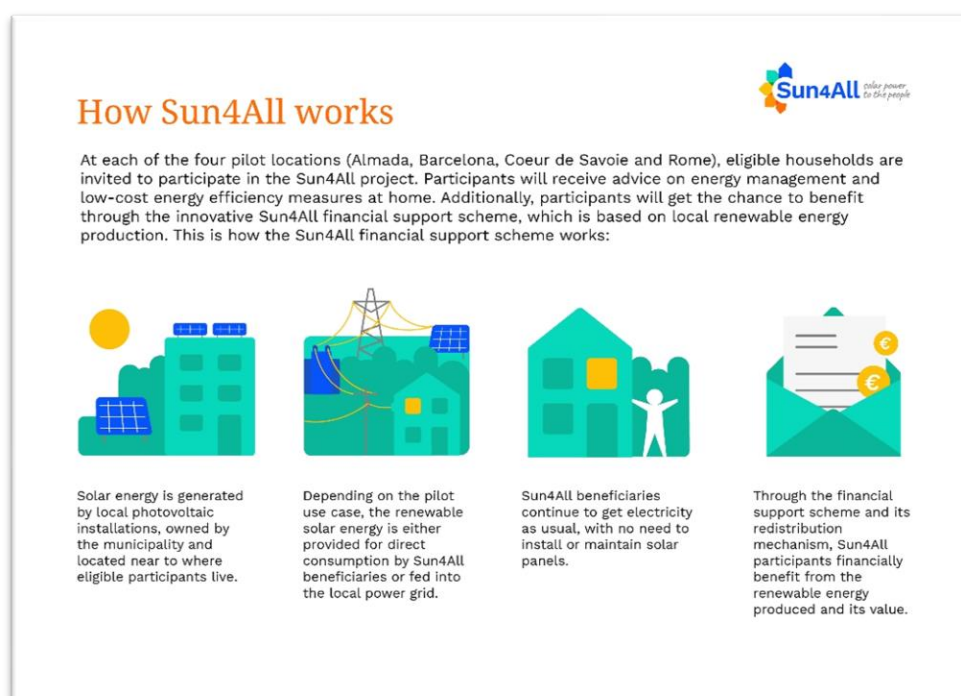 Sun4All solar power
to the people
How Sun4All works
At each of the four pilot locations (Almada, Barcelona, Coeur de Savoie and Rome), eligible households are
invited to participate in the Sun4All project. Participants will receive advice on energy management and
low-cost energy efficiency measures at home. Additionally, participants will get the chance to benefit
through the innovative Sun4All financial support scheme, which is based on local renewable energy
production. This is how the Sun4All financial support scheme works:
€
€
Solar energy is generated
by local photovoltaic
installations, owned by
the municipality and
located near to where
eligible participants live.
Depending on the pilot
use case, the renewable
solar energy is either
provided for direct
consumption by Sun4All
beneficiaries or fed into
the local power grid.
Sun4All beneficiaries
continue to get electricity
as usual, with no need to
install or maintain solar
panels.
Through the financial
support scheme and its
redistribution
mechanism, Sun4All
participants financially
benefit from the
renewable energy
produced and its value.